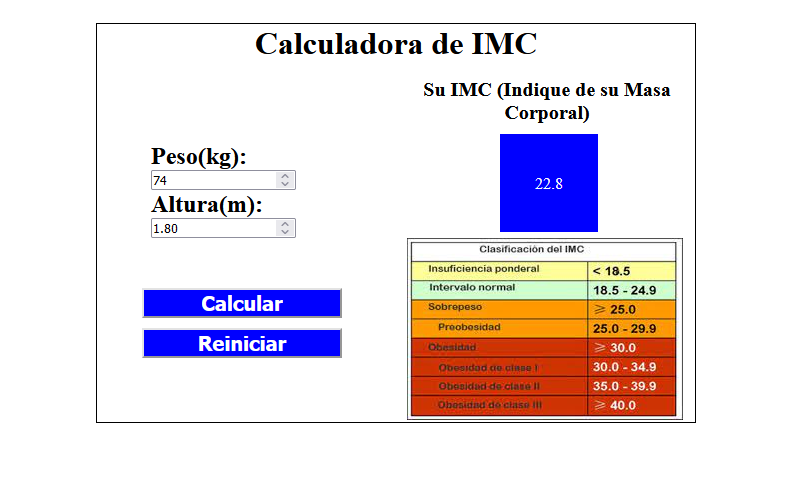 Calculadora de IMC
Su IMC (Indique de su Masa
Corporal)
Peso(kg):
74
Altura(m):
1.80
22.8
Calcular
Reiniciar
Clasificación del IMC
Insuficiencia ponderal < 18.5
Intervalo normal 18.5 - 24.9
Sobrepeso ⩾ 25.0
Preobesidad 25.0 - 29.9
Obesidad ⩾ 30.0
Obesidad de clase I 30.0 - 34.9
Obesidad de clase II 35.0 - 39.9
Obesidad de clase III ⩾ 40.0